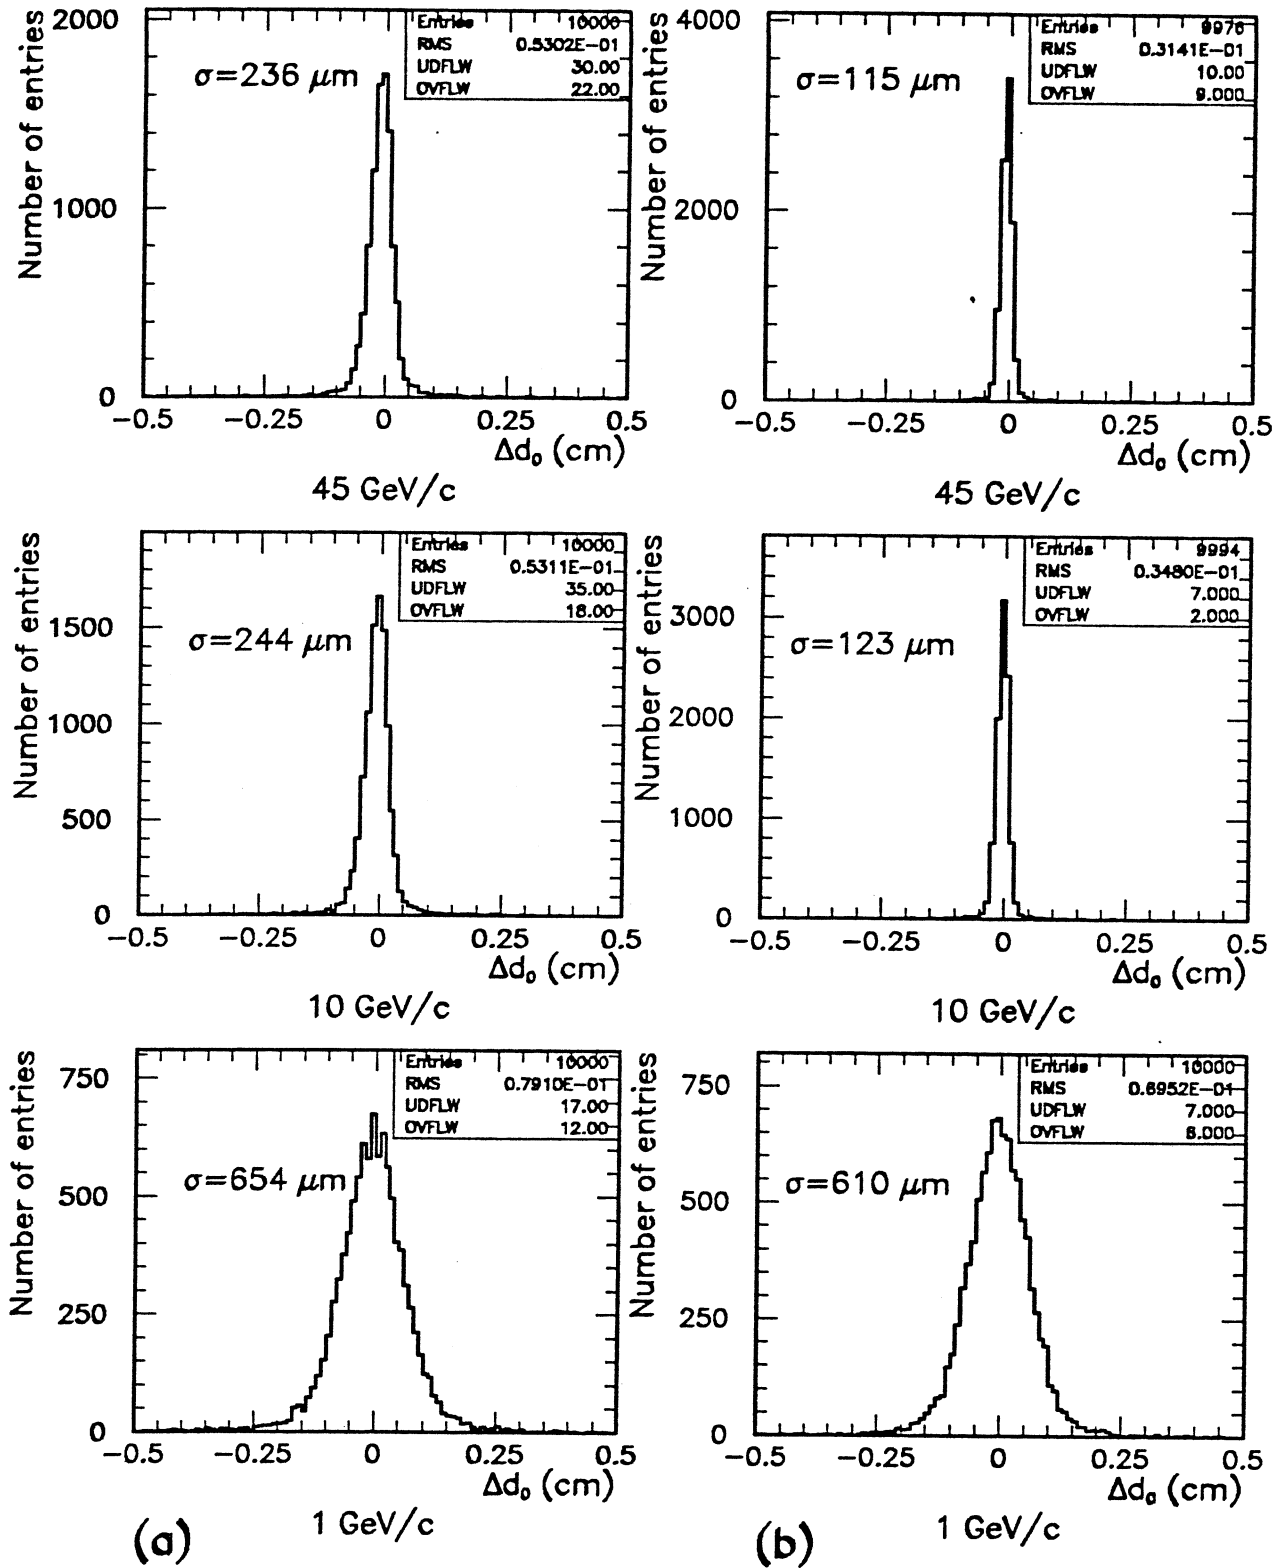 Number of entries
2000
1000
0
σ=236 μm
Entries 10000
RMS 0.5302E-01
UDFLW 30.00
OVFLW 22.00
-0.5 -0.25 0 0.25 0.5
Δd₀ (cm)
45 GeV/c
Number of entries
4000
2000
0
σ=115 μm
Entries 9976
RMS 0.3141E-01
UDFLW 10.00
OVFLW 9.000
-0.5 -0.25 0 0.25 0.5
Δd₀ (cm)
45 GeV/c
Number of entries
1500
1000
500
0
σ=244 μm
Entries 10000
RMS 0.5311E-01
UDFLW 35.00
OVFLW 18.00
-0.5 -0.25 0 0.25 0.5
Δd₀ (cm)
10 GeV/c
Number of entries
3000
2000
1000
0
σ=123 μm
Entries 9994
RMS 0.3480E-01
UDFLW 7.000
OVFLW 2.000
-0.5 -0.25 0 0.25 0.5
Δd₀ (cm)
10 GeV/c
Number of entries
750
500
250
0
σ=654 μm
Entries 10000
RMS 0.7910E-01
UDFLW 17.00
OVFLW 12.00
-0.5 -0.25 0 0.25 0.5
Δd₀ (cm)
1 GeV/c
(a)
Number of entries
750
500
250
0
σ=610 μm
Entries 10000
RMS 0.6952E-01
UDFLW 7.000
OVFLW
-0.5 -0.25 0 0.25 0.5
Δd₀ (cm)
1 GeV/c
(b)